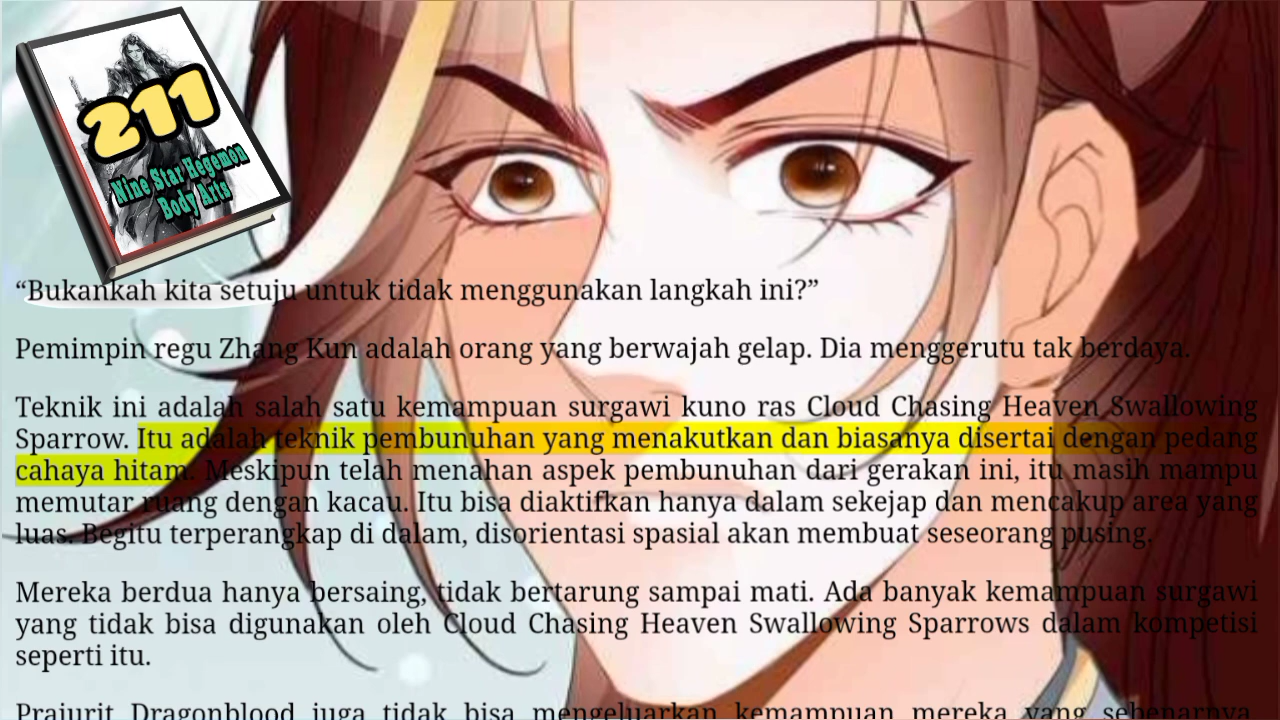 211
Nine Star Hegemon
Body Arts
“Bukankah kita setuju untuk tidak menggunakan langkah ini?”
Pemimpin regu Zhang Kun adalah orang yang berwajah gelap. Dia menggerutu tak berdaya.
Teknik ini adalah salah satu kemampuan surgawi kuno ras Cloud Chasing Heaven Swallowing
Sparrow. Itu adalah teknik pembunuhan yang menakutkan dan biasanya disertai dengan pedang
cahaya hitam. Meskipun telah menahan aspek pembunuhan dari gerakan ini, itu masih mampu
memutar ruang dengan kacau. Itu bisa diaktifkan hanya dalam sekejap dan mencakup area yang
luas. Begitu terperangkap di dalam, disorientasi spasial akan membuat seseorang pusing.
Mereka berdua hanya bersaing, tidak bertarung sampai mati. Ada banyak kemampuan surgawi
yang tidak bisa digunakan oleh Cloud Chasing Heaven Swallowing Sparrows dalam kompetisi
seperti itu.
Prajurit Dragonblood juga tidak bisa mengeluarkan kemampuan mereka yang sebenarnya.